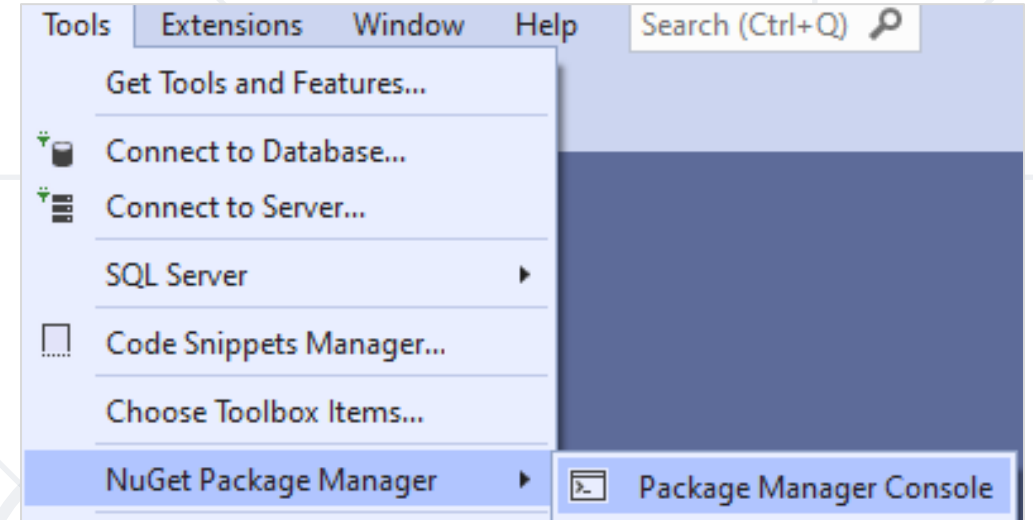 Tools Extensions Window Help Search (Ctrl+Q)
Get Tools and Features...
Connect to Database...
Connect to Server...
SQL Server
Code Snippets Manager...
Choose Toolbox Items...
NuGet Package Manager Package Manager Console